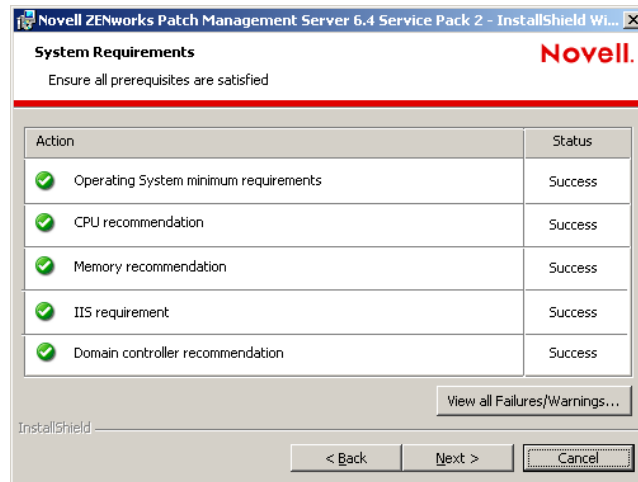 Novell ZENworks Patch Management Server 6.4 Service Pack 2 - InstallShield Wi...
System Requirements
Novell.
Ensure all prerequisites are satisfied
Action Status
Operating System minimum requirements Success
CPU recommendation Success
Memory recommendation Success
IIS requirement Success
Domain controller recommendation Success
View all Failures/Warnings...
InstallShield
< Back Next > Cancel